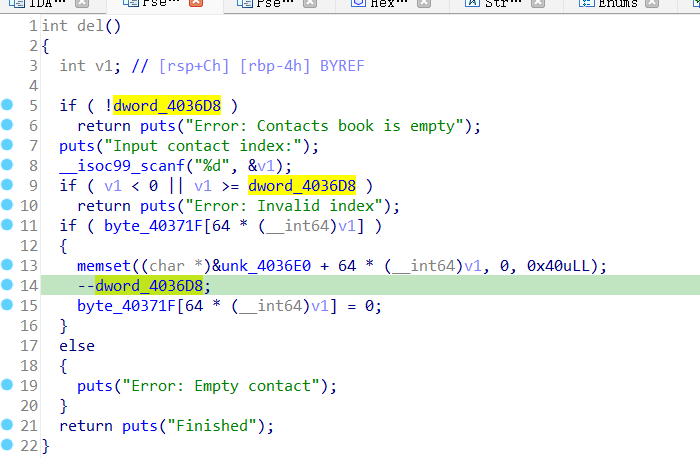 IDA… Pse… Pse… Hex… Str… Enums
1 int del()
2 {
3   int v1; // [rsp+Ch] [rbp-4h] BYREF
4
5   if ( !dword_4036D8 )
6     return puts("Error: Contacts book is empty");
7   puts("Input contact index:");
8   __isoc99_scanf("%d", &v1);
9   if ( v1 < 0 || v1 >= dword_4036D8 )
10     return puts("Error: Invalid index");
11   if ( byte_40371F[64 * (__int64)v1] )
12   {
13     memset((char *)&unk_4036E0 + 64 * (__int64)v1, 0, 0x40uLL);
14     --dword_4036D8;
15     byte_40371F[64 * (__int64)v1] = 0;
16   }
17   else
18   {
19     puts("Error: Empty contact");
20   }
21   return puts("Finished");
22 }